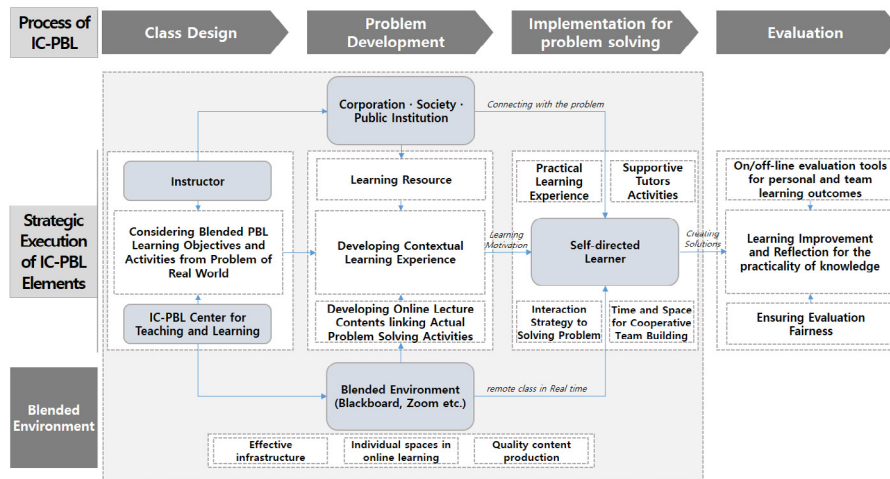 Process of
IC-PBL
Class Design
Problem
Development
Implementation for
problem solving
Evaluation
Corporation · Society ·
Public Institution
Connecting with the problem
Instructor
Learning Resource
Practical
Learning
Experience
Supportive
Tutors
Activities
On/off-line evaluation tools
for personal and team
learning outcomes
Strategic
Execution
of IC-PBL
Elements
Considering Blended PBL
Learning Objectives and
Activities from Problem of
Real World
Developing Contextual
Learning Experience
Learning
Motivation
Self-directed
Learner
Creating
Solutions
Learning Improvement
and Reflection for the
practicality of knowledge
IC-PBL Center for
Teaching and Learning
Developing Online Lecture
Contents linking Actual
Problem Solving Activities
Interaction
Strategy to
Solving Problem
Time and Space
for Cooperative
Team Building
Ensuring Evaluation
Fairness
Blended
Environment
Blended Environment
(Blackboard, Zoom etc.)
remote class in Real time
Effective
infrastructure
Individual spaces in
online learning
Quality content
production